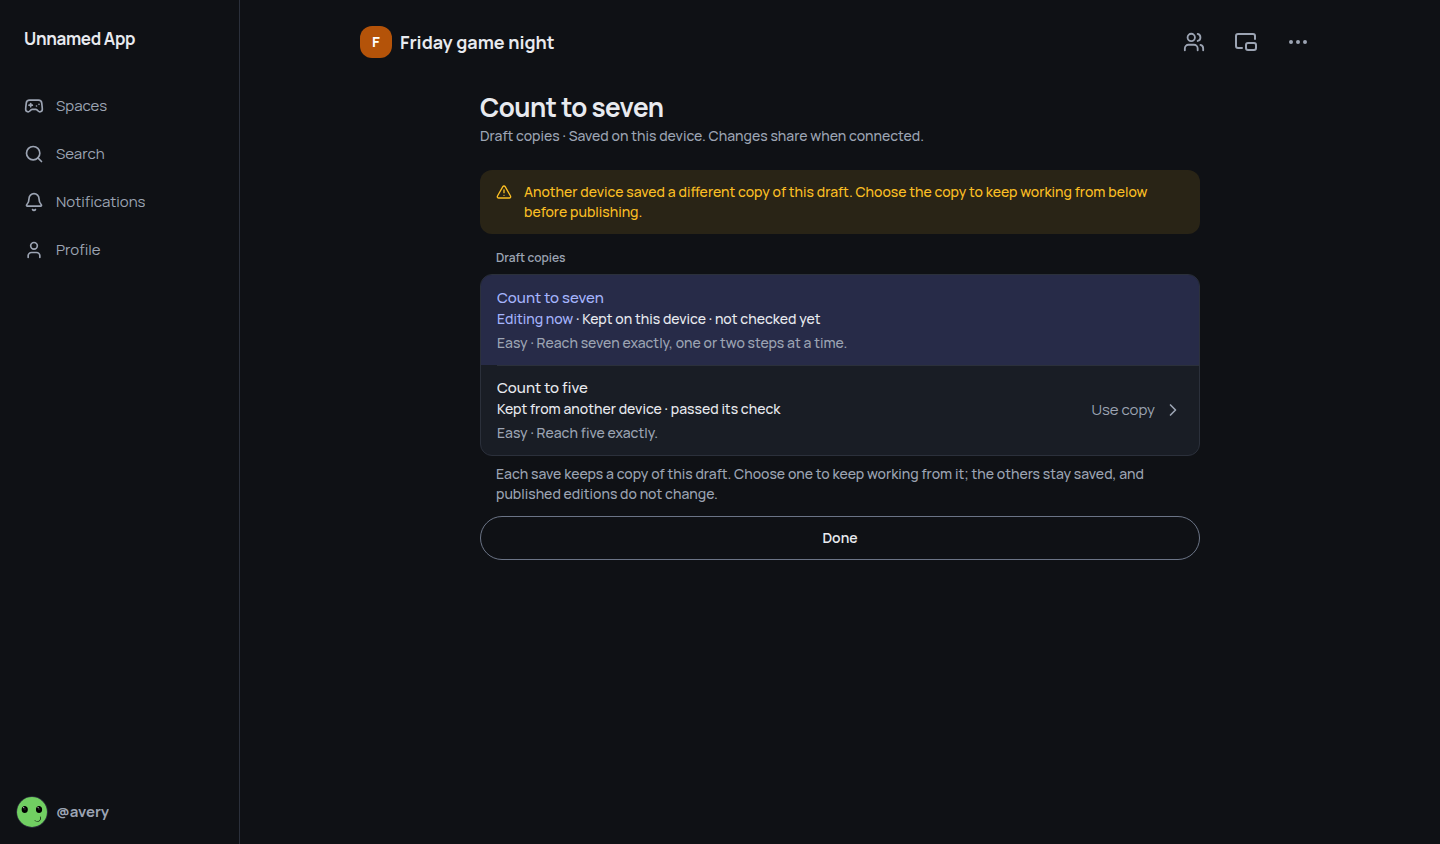 Unnamed App
Spaces
Search
Notifications
Profile
@avery
F Friday game night
Count to seven
Draft copies · Saved on this device. Changes share when connected.
Another device saved a different copy of this draft. Choose the copy to keep working from below
before publishing.
Draft copies
Count to seven
Editing now · Kept on this device · not checked yet
Easy · Reach seven exactly, one or two steps at a time.
Count to five
Kept from another device · passed its check
Easy · Reach five exactly.
Use copy
Each save keeps a copy of this draft. Choose one to keep working from it; the others stay saved, and
published editions do not change.
Done